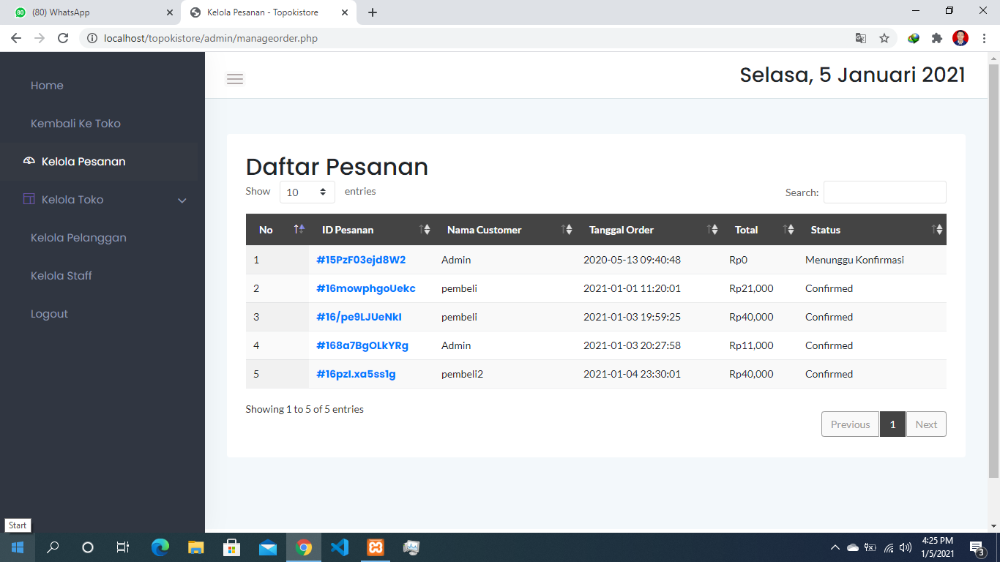 (80) WhatsApp
Kelola Pesanan - Topokistore
localhost/topokistore/admin/manageorder.php
Home
Kembali Ke Toko
Kelola Pesanan
Kelola Toko
Kelola Pelanggan
Kelola Staff
Logout
Selasa, 5 Januari 2021
Daftar Pesanan
Show 10 entries
Search:
No ID Pesanan Nama Customer Tanggal Order Total Status
1 #15PzF03ejd8W2 Admin 2020-05-13 09:40:48 Rp0 Menunggu Konfirmasi
2 #16mowphgoUekc pembeli 2021-01-01 11:20:01 Rp21,000 Confirmed
3 #16/pe9LJUeNkI pembeli 2021-01-03 19:59:25 Rp40,000 Confirmed
4 #168a7BgOLkYRg Admin 2021-01-03 20:27:58 Rp11,000 Confirmed
5 #16pzI.xa5ss1g pembeli2 2021-01-04 23:30:01 Rp40,000 Confirmed
Showing 1 to 5 of 5 entries
Previous 1 Next
Start
4:25 PM
1/5/2021
3